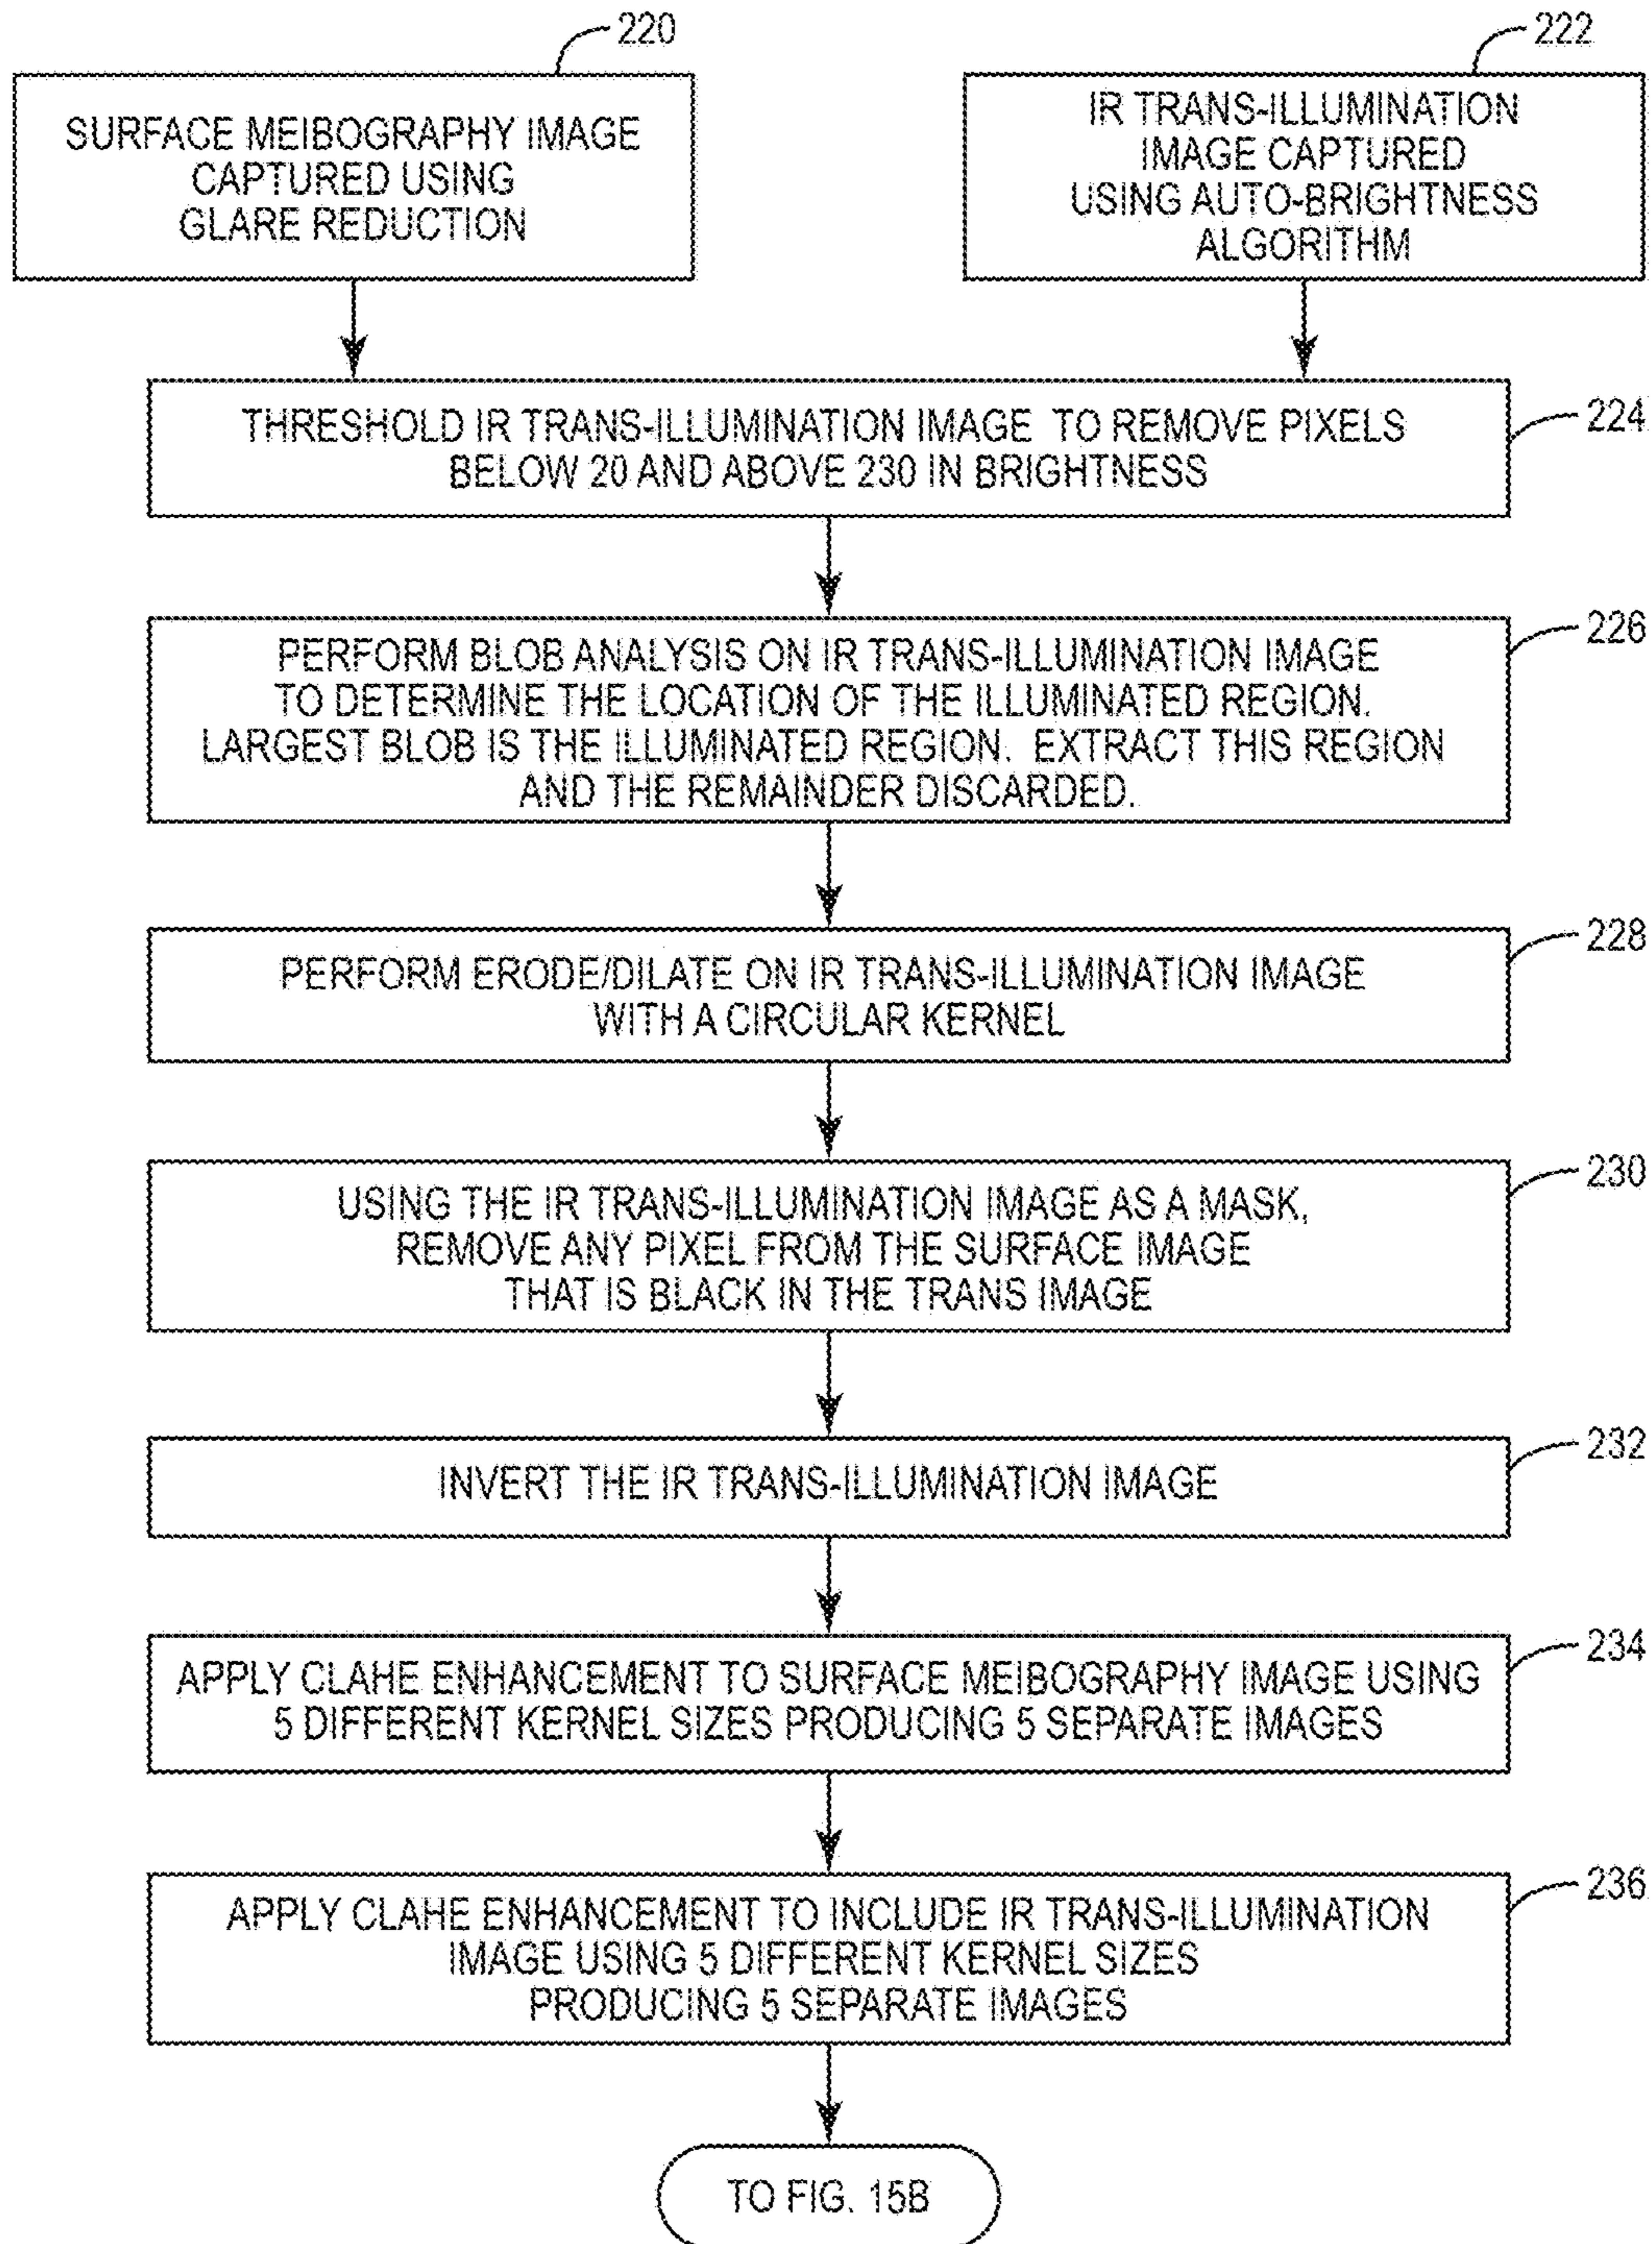 220
SURFACE MEIBOGRAPHY IMAGE
CAPTURED USING
GLARE REDUCTION
222
IR TRANS-ILLUMINATION
IMAGE CAPTURED
USING AUTO-BRIGHTNESS
ALGORITHM
224
THRESHOLD IR TRANS-ILLUMINATION IMAGE TO REMOVE PIXELS
BELOW 20 AND ABOVE 230 IN BRIGHTNESS
226
PERFORM BLOB ANALYSIS ON IR TRANS-ILLUMINATION IMAGE
TO DETERMINE THE LOCATION OF THE ILLUMINATED REGION.
LARGEST BLOB IS THE ILLUMINATED REGION. EXTRACT THIS REGION
AND THE REMAINDER DISCARDED.
228
PERFORM ERODE/DILATE ON IR TRANS-ILLUMINATION IMAGE
WITH A CIRCULAR KERNEL
230
USING THE IR TRANS-ILLUMINATION IMAGE AS A MASK,
REMOVE ANY PIXEL FROM THE SURFACE IMAGE
THAT IS BLACK IN THE TRANS IMAGE
232
INVERT THE IR TRANS-ILLUMINATION IMAGE
234
APPLY CLAHE ENHANCEMENT TO SURFACE MEIBOGRAPHY IMAGE USING
5 DIFFERENT KERNEL SIZES PRODUCING 5 SEPARATE IMAGES
236
APPLY CLAHE ENHANCEMENT TO INCLUDE IR TRANS-ILLUMINATION
IMAGE USING 5 DIFFERENT KERNEL SIZES
PRODUCING 5 SEPARATE IMAGES
TO FIG. 15B